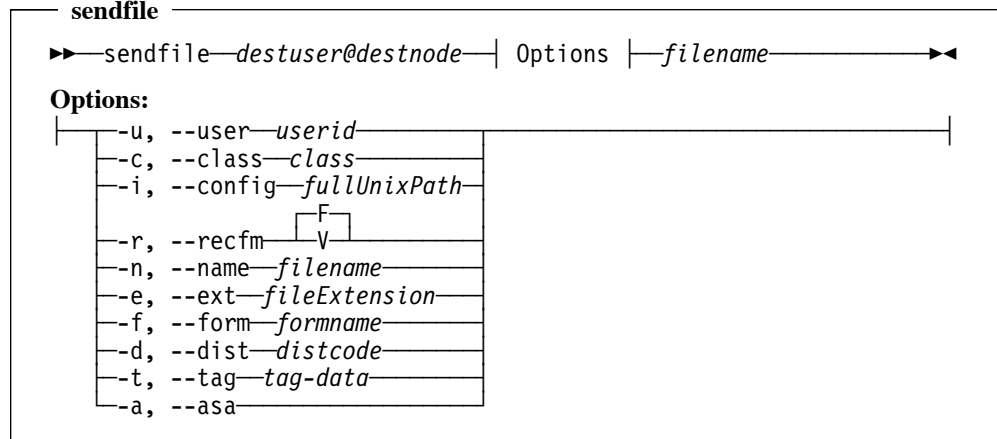 sendfile
sendfile destuser@destnode Options filename
Options:
-u, --user userid
-c, --class class
-i, --config fullUnixPath
F
-r, --recfm V
-n, --name filename
-e, --ext fileExtension
-f, --form formname
-d, --dist distcode
-t, --tag tag-data
-a, --asa